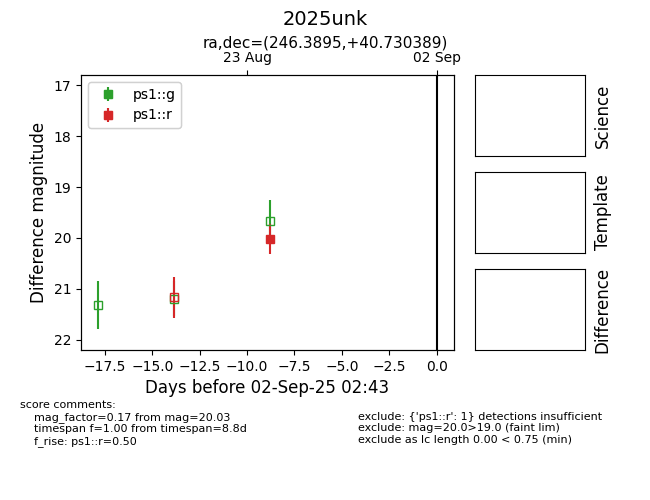 2025unk
ra,dec=(246.3895,+40.730389)
23 Aug
02 Sep
ps1::g
ps1::r
17
18
19
20
21
22
Difference magnitude
−17.5
−15.0
−12.5
−10.0
−7.5
−5.0
−2.5
0.0
Days before 02-Sep-25 02:43
Science
Template
Difference
score comments:
mag_factor=0.17 from mag=20.03
timespan f=1.00 from timespan=8.8d
f_rise: ps1::r=0.50
exclude: {'ps1::r': 1} detections insufficient
exclude: mag=20.0>19.0 (faint lim)
exclude as lc length 0.00 < 0.75 (min)